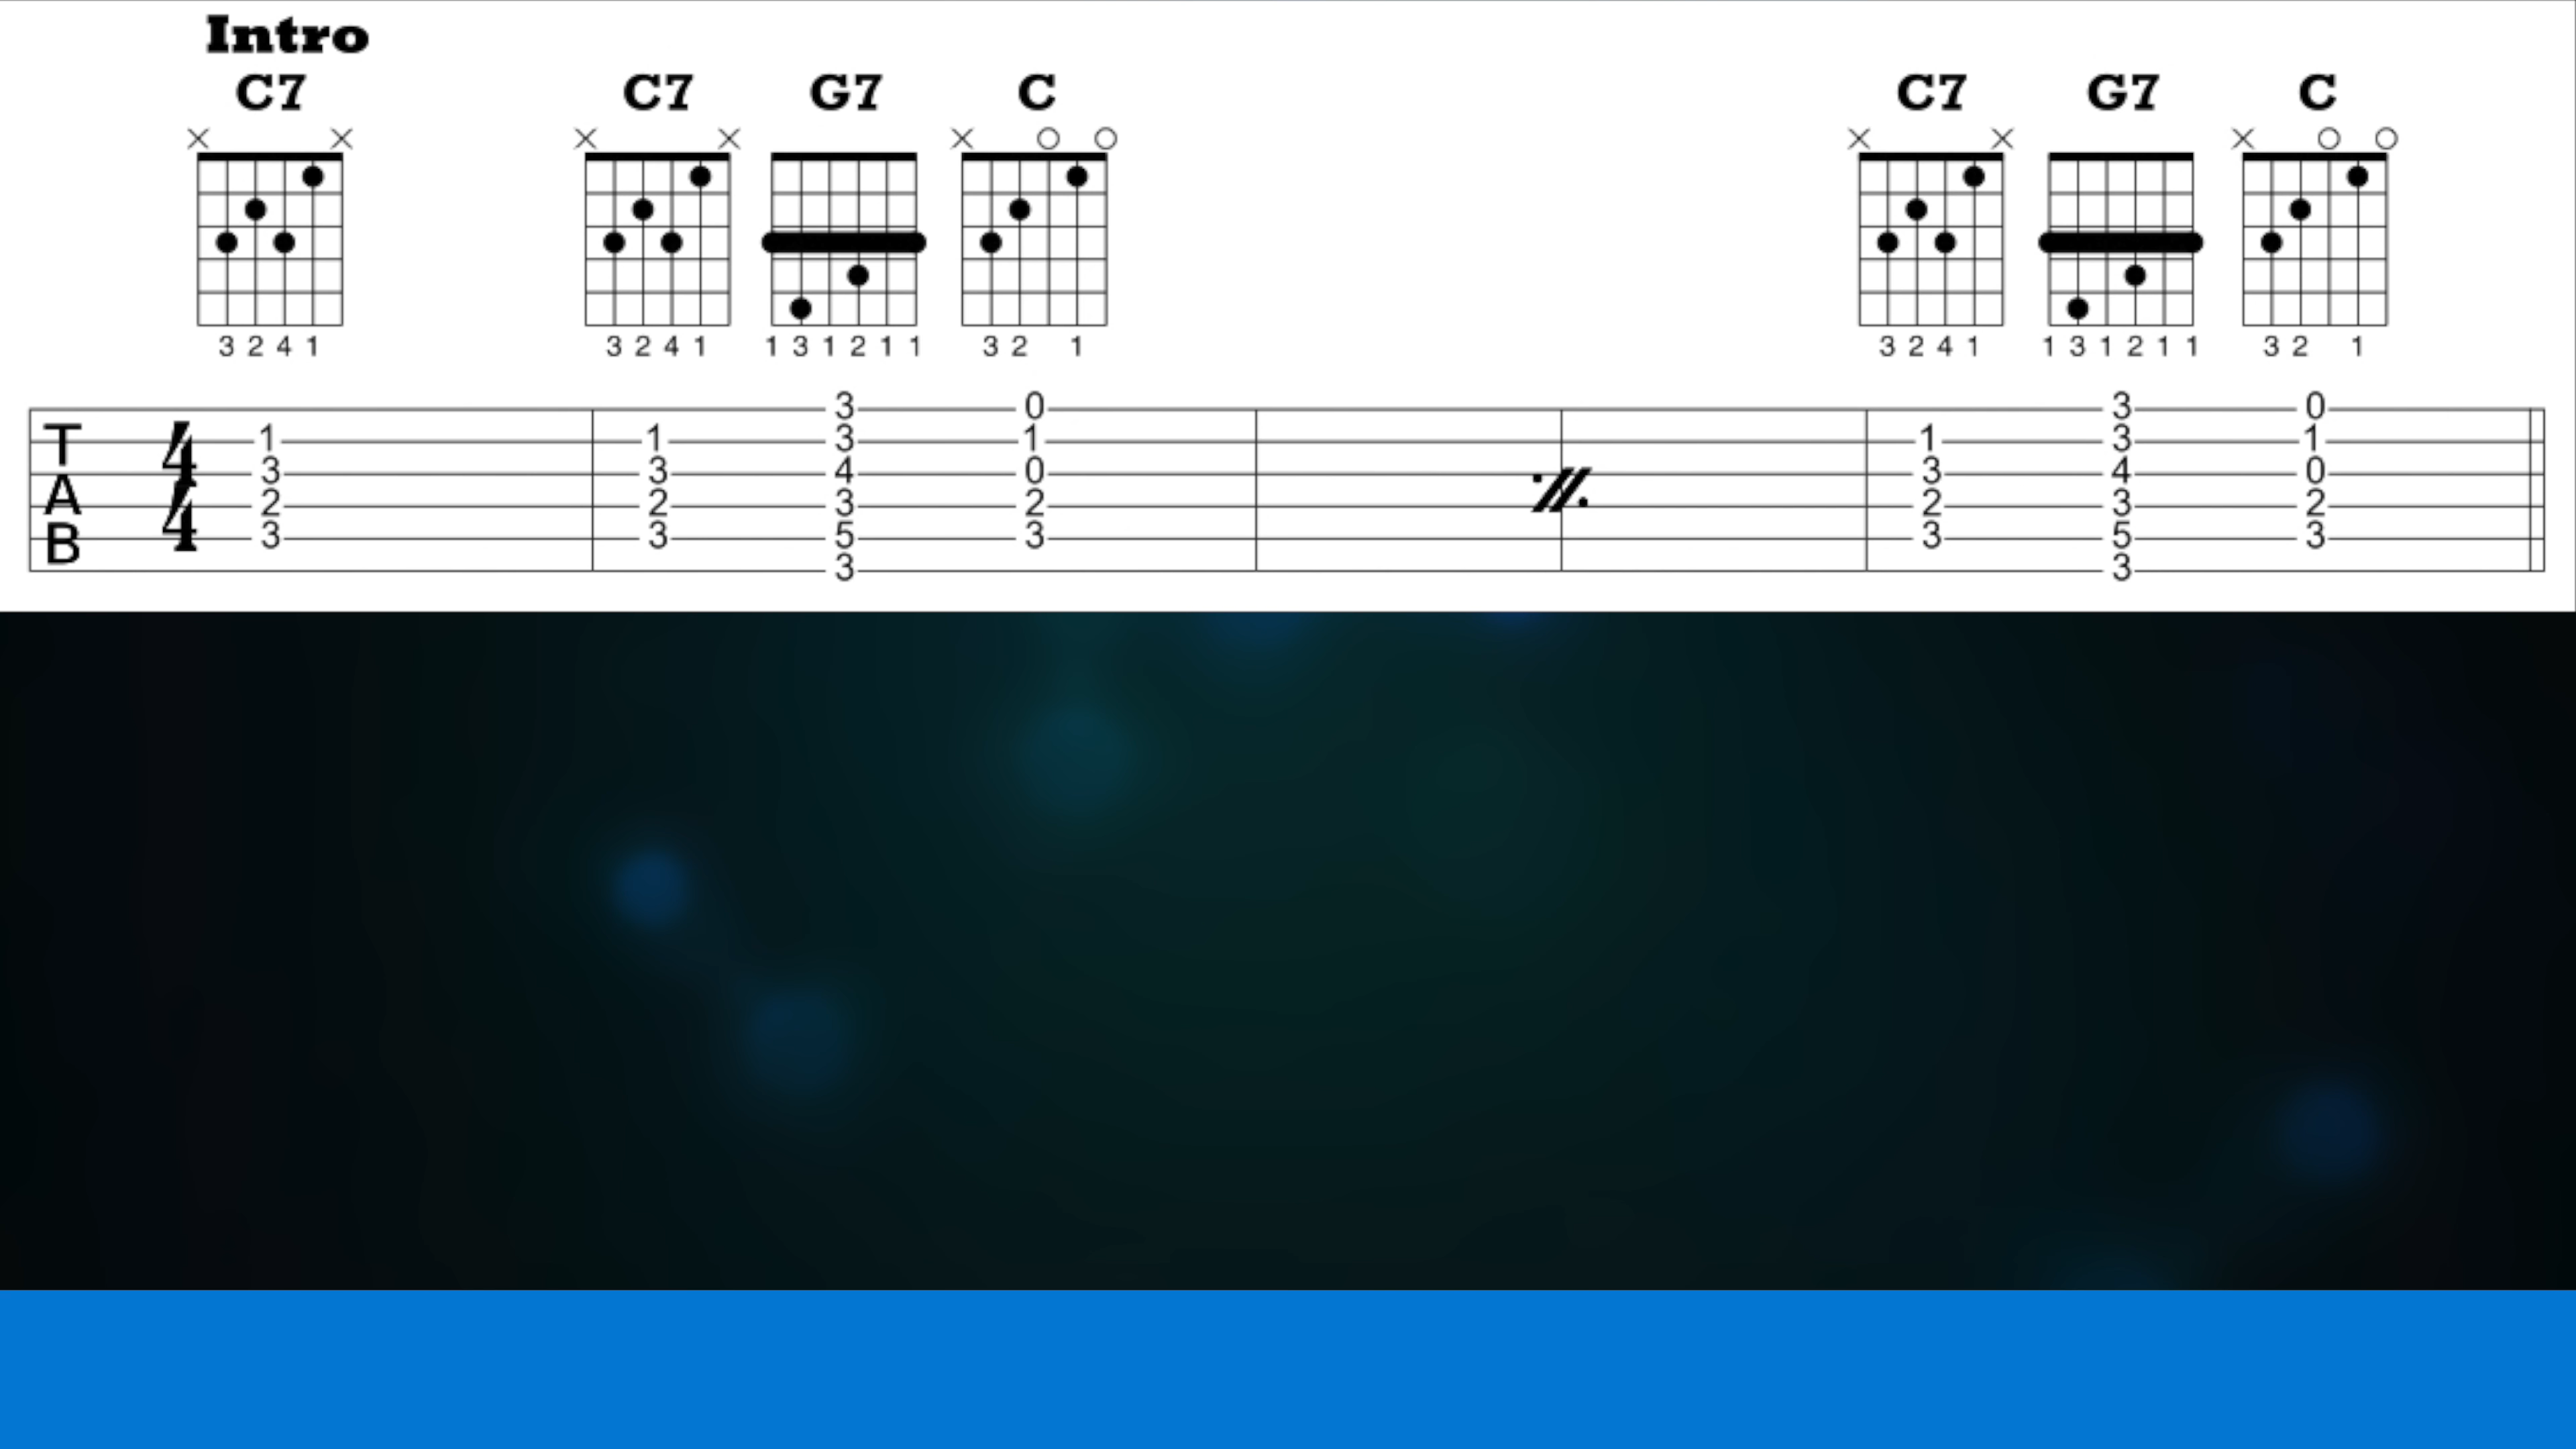 Intro
C7 C7 G7 C C7 G7 C
× × × × × ○ ○ × × × ○ ○
3 2 4 1 3 2 4 1 1 3 1 2 1 1 3 2 1 3 2 4 1 1 3 1 2 1 1 3 2 1
3 0 3 0
T 4 1 1 3 1 1 3 1
3 3 4 0 3 4 0
A 4 2 2 3 2 2 3 2
B 3 3 5 3 3 5 3
3 3